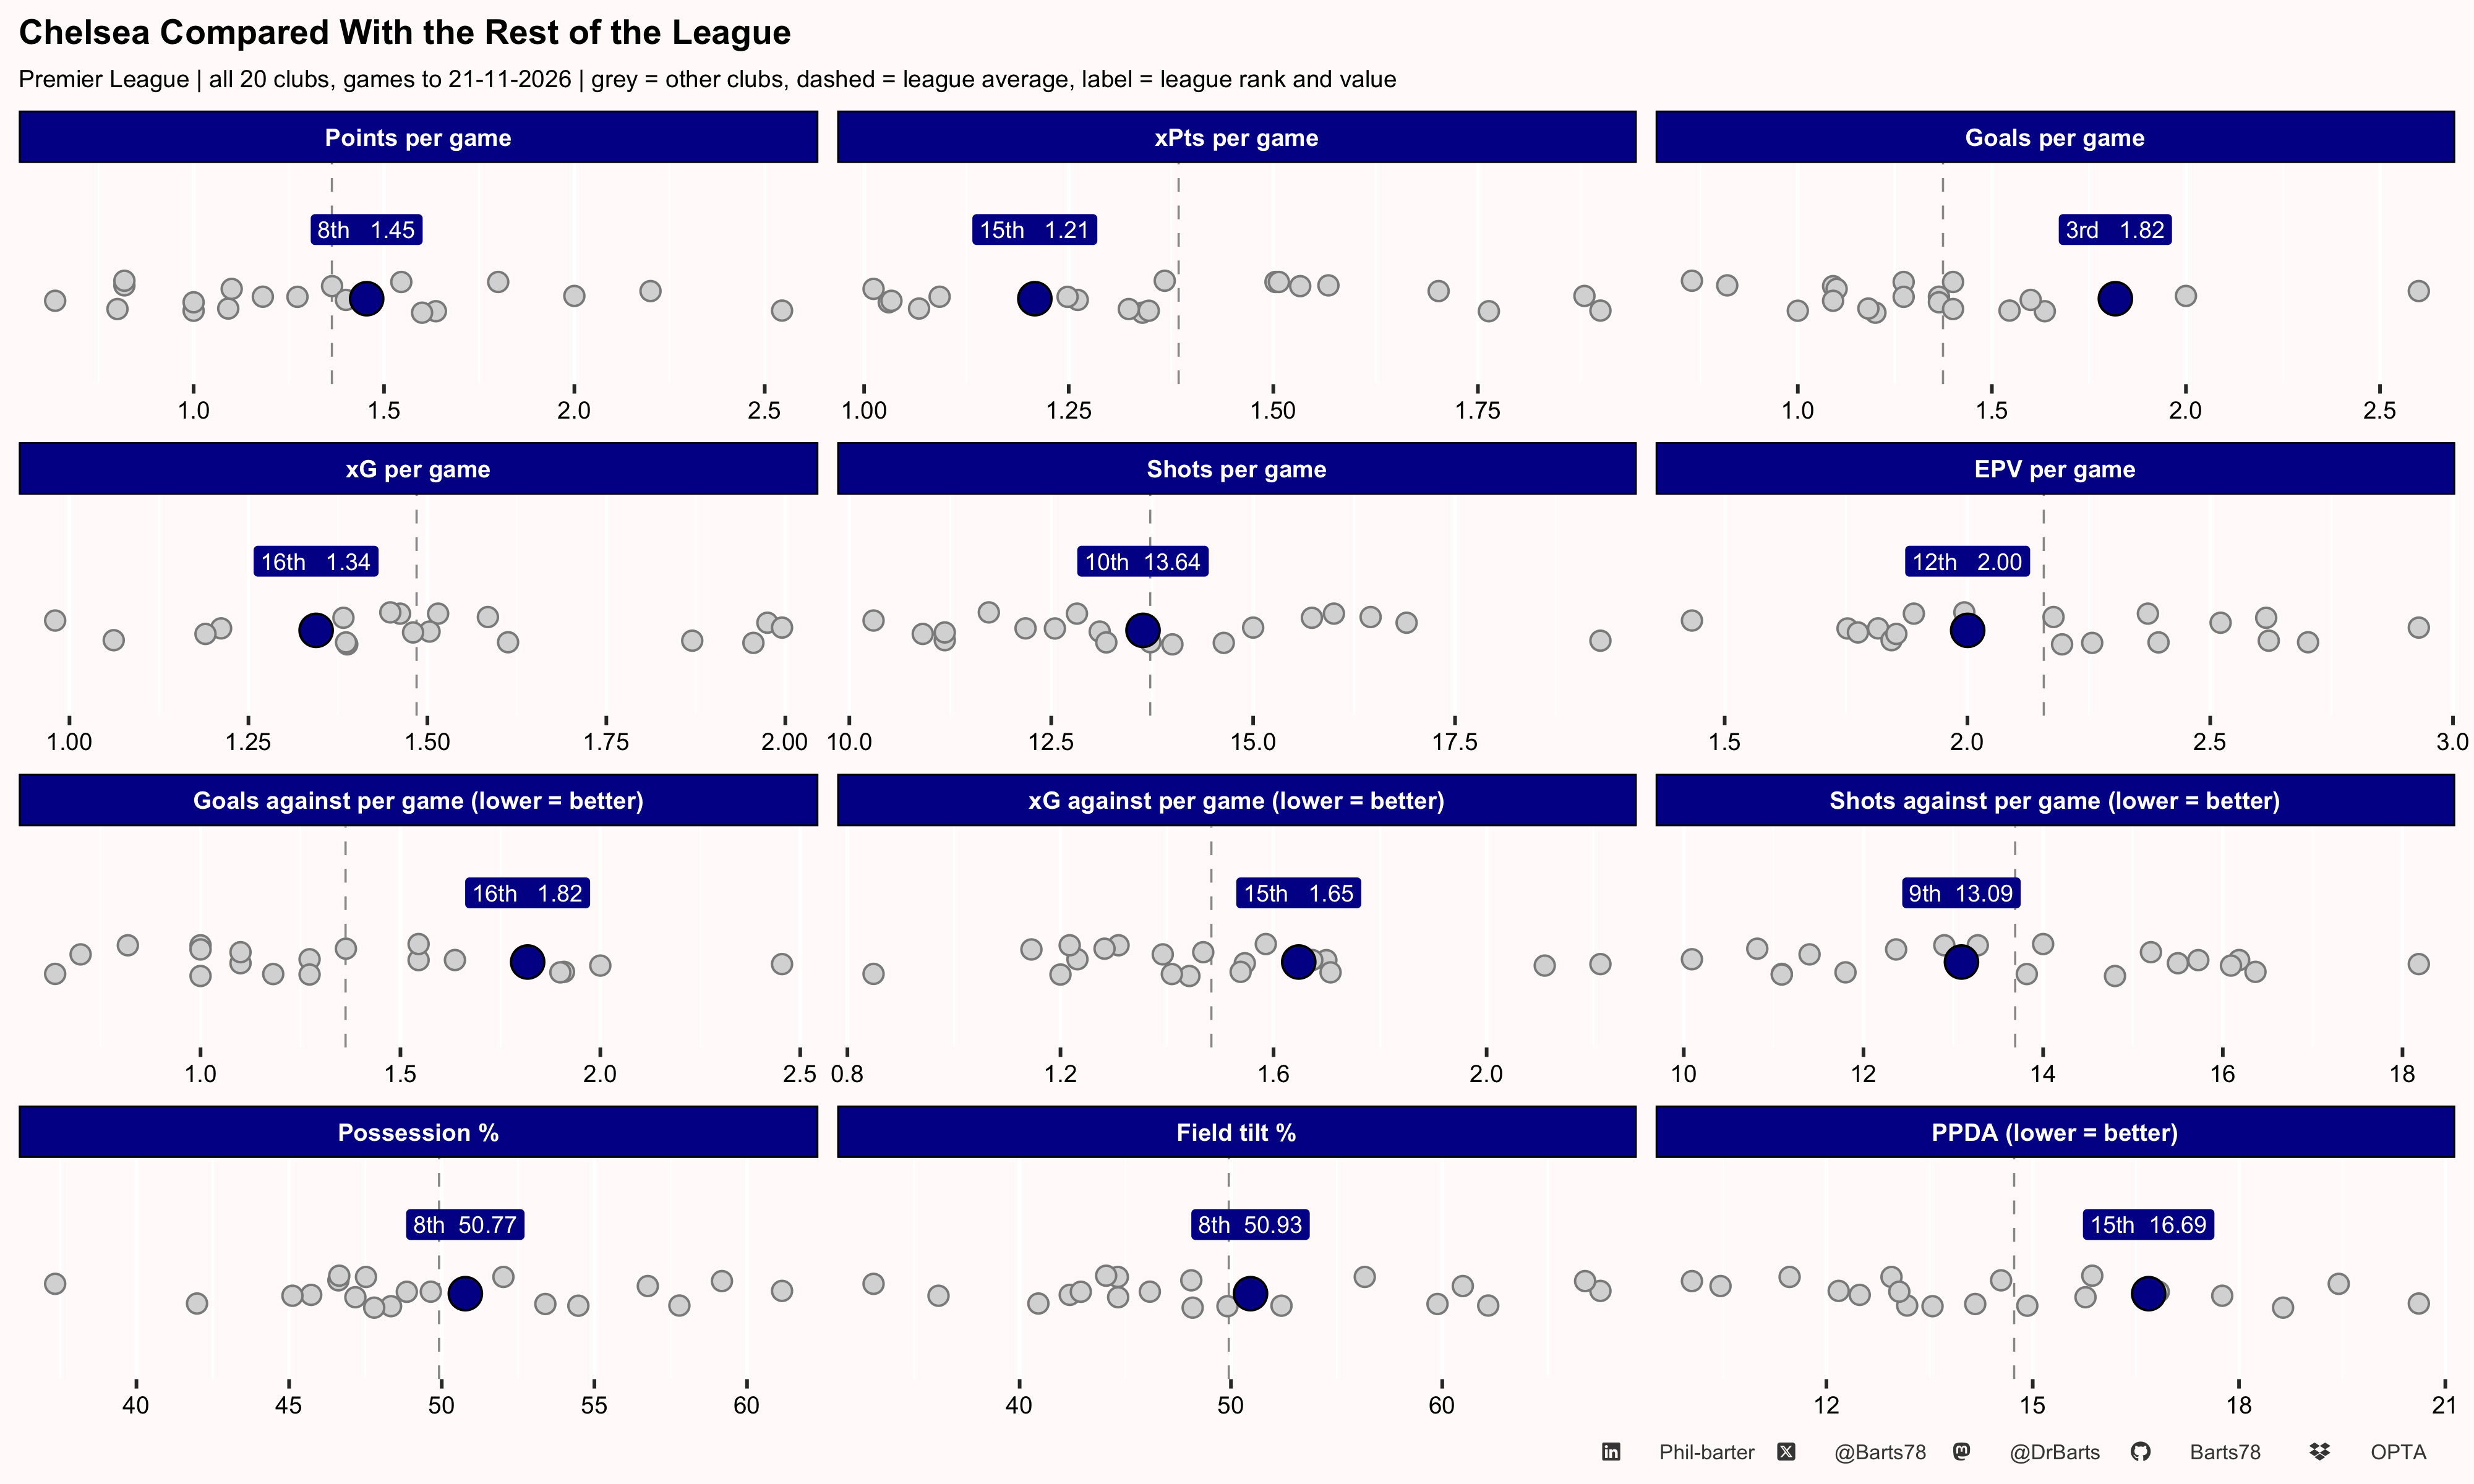 Chelsea Compared With the Rest of the League
Premier League | all 20 clubs, games to 21-11-2026 | grey = other clubs, dashed = league average, label = league rank and value
Points per game
xPts per game
Goals per game
8th 1.45
15th 1.21
3rd 1.82
1.0 1.5 2.0 2.5
1.00 1.25 1.50 1.75
1.0 1.5 2.0 2.5
xG per game
Shots per game
EPV per game
16th 1.34
10th 13.64
12th 2.00
1.00 1.25 1.50 1.75 2.00
10.0 12.5 15.0 17.5
1.5 2.0 2.5 3.0
Goals against per game (lower = better)
xG against per game (lower = better)
Shots against per game (lower = better)
16th 1.82
15th 1.65
9th 13.09
1.0 1.5 2.0 2.5
0.8 1.2 1.6 2.0
10 12 14 16 18
Possession %
Field tilt %
PPDA (lower = better)
8th 50.77
8th 50.93
15th 16.69
40 45 50 55 60
40 50 60
12 15 18 21
Phil-barter @Barts78 @DrBarts Barts78 OPTA